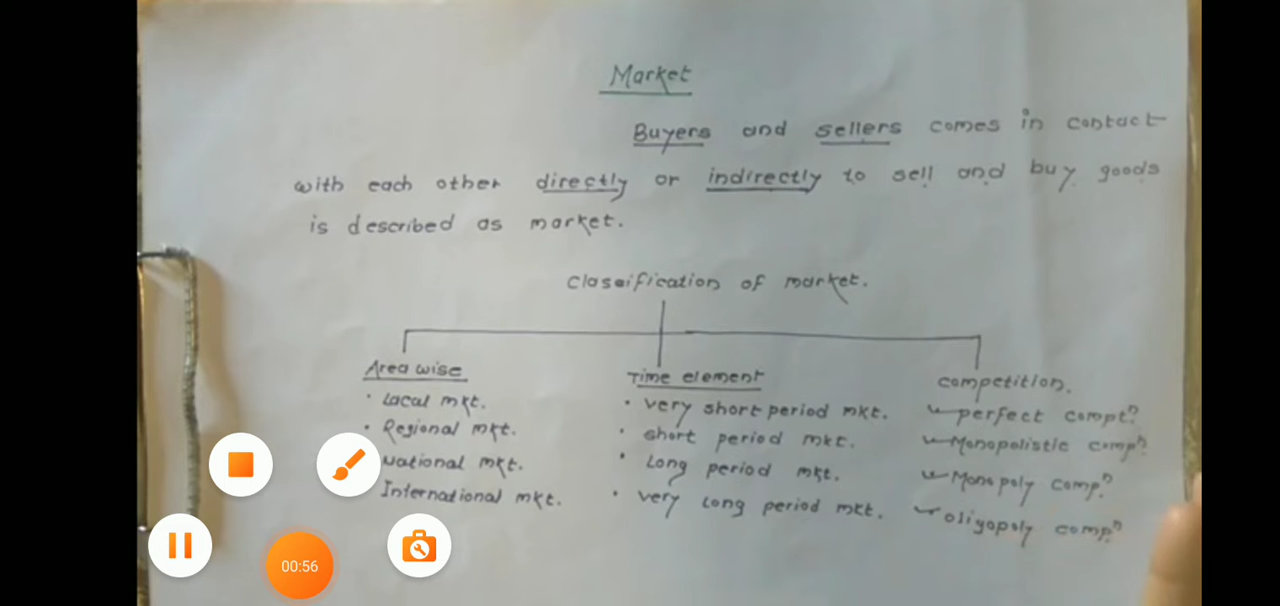 Market
Buyers and sellers comes in contact
with each other directly or indirectly to sell and buy goods
is described as market.
Classification of market.
Area wise
• Local mkt.
• Regional mkt.
National mkt.
International mkt.
Time element
• very short period mkt.
• short period mkt.
• Long period mkt.
• very long period mkt.
competition.
perfect compt?
Monopolistic comp?
Monopoly comp?
oligopoly comp?
00:56